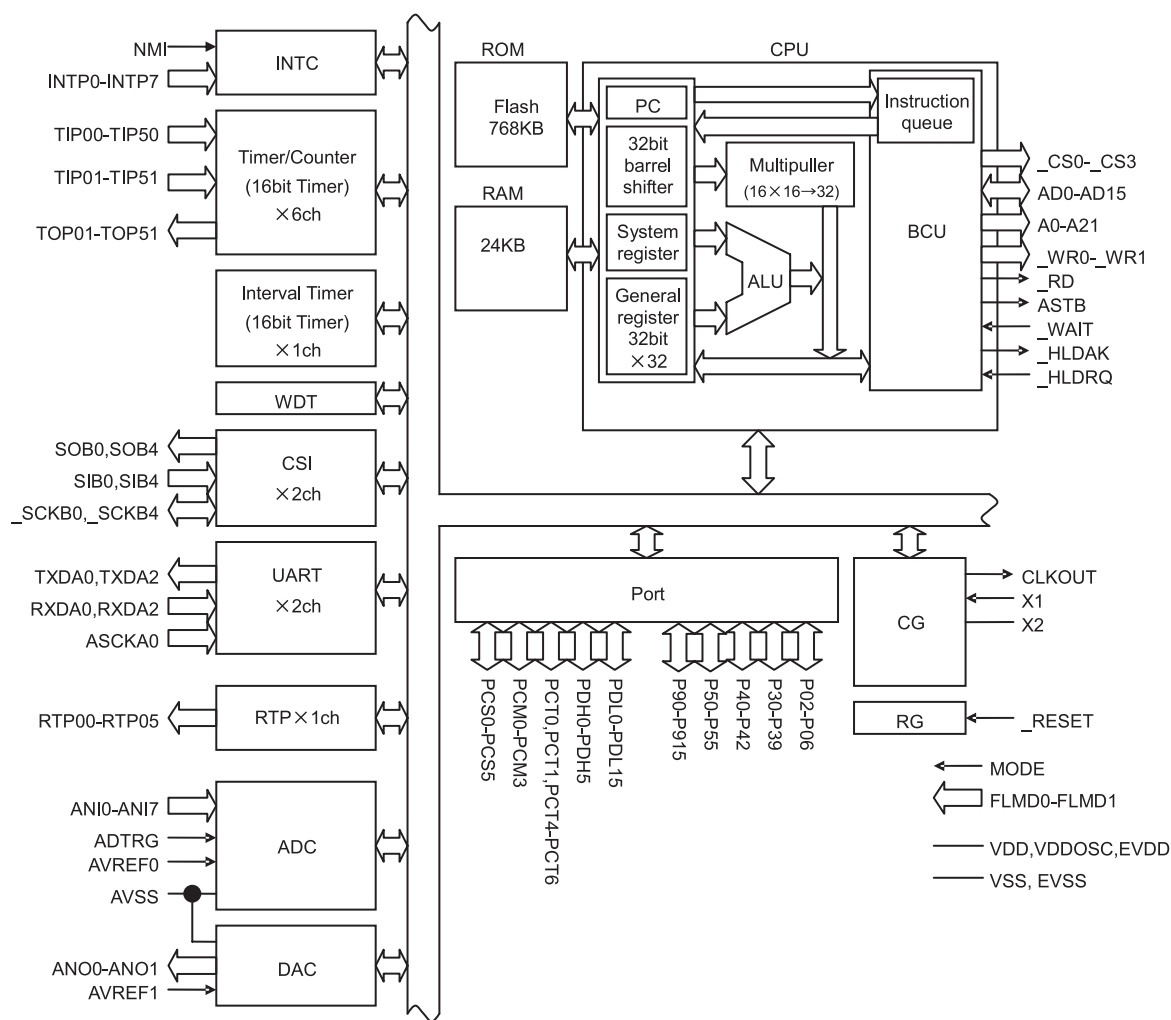 NMI
INTP0-INTP7
INTC
TIP00-TIP50
TIP01-TIP51
TOP01-TOP51
Timer/Counter
(16bit Timer)
×6ch
Interval Timer
(16bit Timer)
×1ch
WDT
SOB0,SOB4
SIB0,SIB4
_SCKB0,_SCKB4
CSI
×2ch
TXDA0,TXDA2
RXDA0,RXDA2
ASCKA0
UART
×2ch
RTP00-RTP05
RTP×1ch
ANI0-ANI7
ADTRG
AVREF0
AVSS
ADC
ANO0-ANO1
AVREF1
DAC
ROM
Flash
768KB
RAM
24KB
CPU
PC
32bit
barrel
shifter
System
register
General
register
32bit
×32
Multipuller
(16×16→32)
ALU
Instruction
queue
BCU
_CS0-_CS3
AD0-AD15
A0-A21
_WR0-_WR1
_RD
ASTB
_WAIT
_HLDAK
_HLDRQ
Port
PCS0-PCS5
PCM0-PCM3
PCT0,PCT1,PCT4-PCT6
PDH0-PDH5
PDL0-PDL15
P90-P915
P50-P55
P40-P42
P30-P39
P02-P06
CG
CLKOUT
X1
X2
RG
_RESET
MODE
FLMD0-FLMD1
VDD,VDDOSC,EVDD
VSS, EVSS